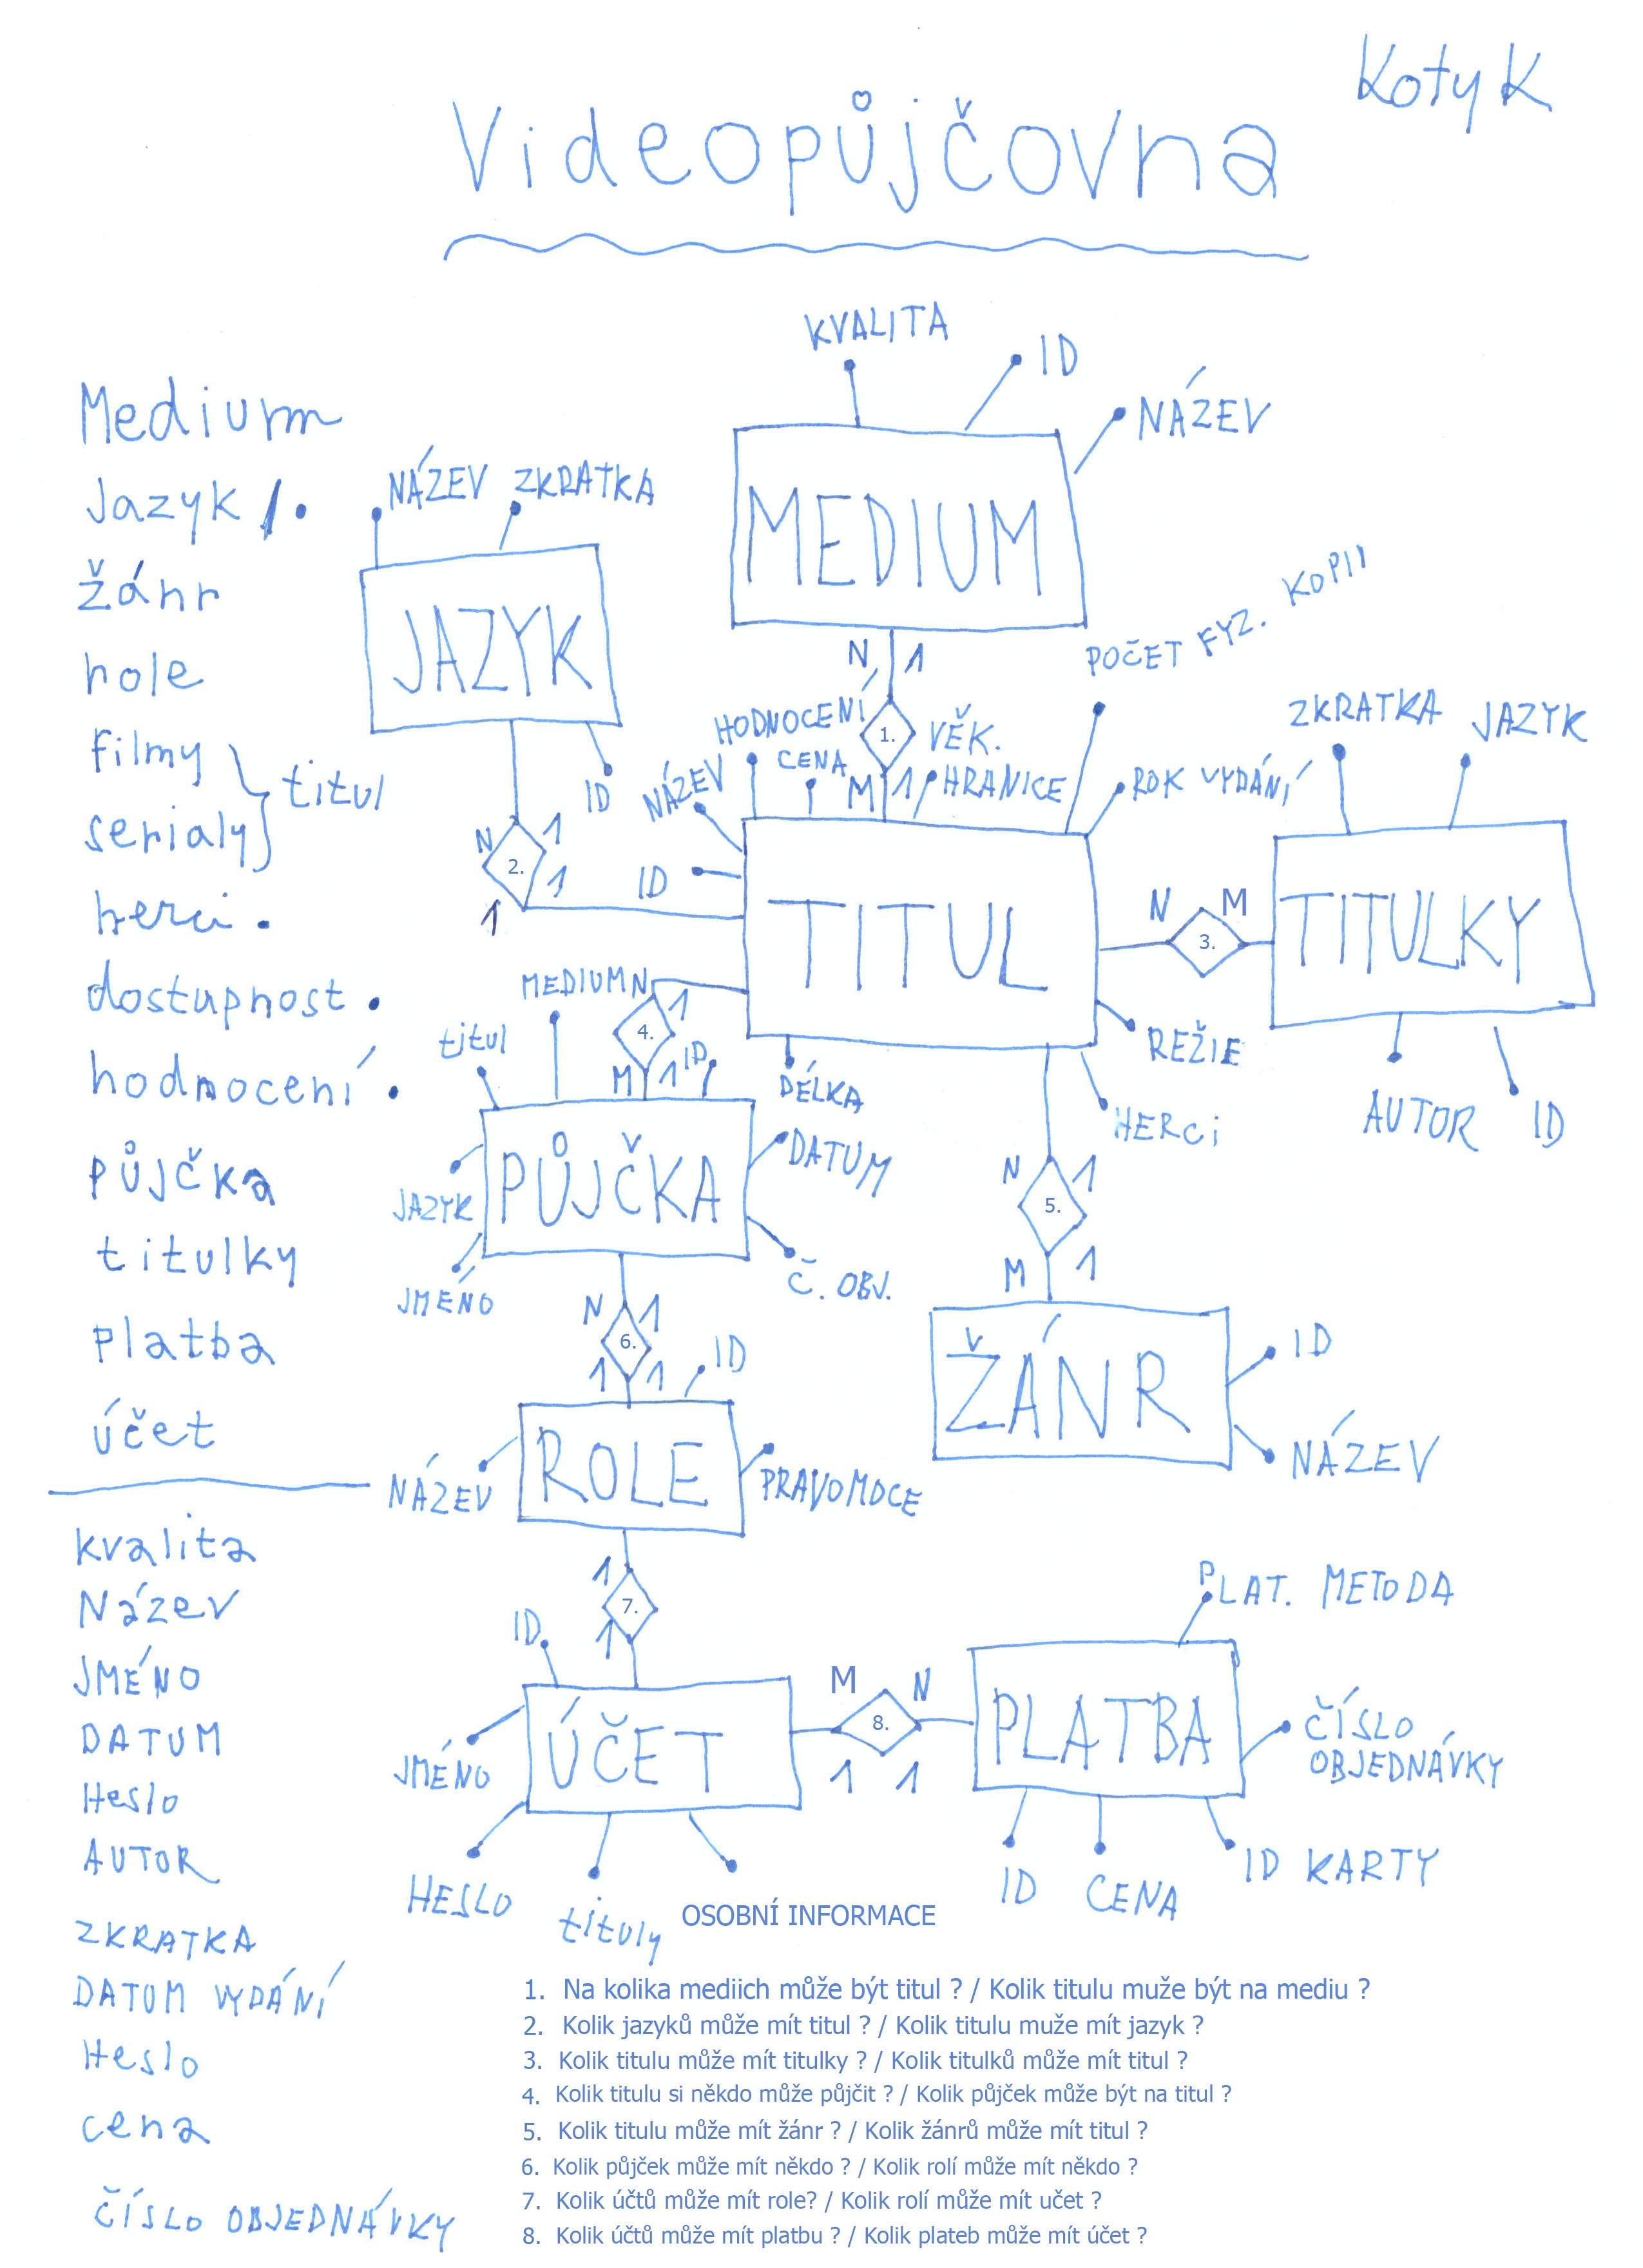 Kotyk
Videopůjčovna
Medium
Jazyk 1.
žánr
role
filmy
serialy
titul
herci.
dostupnost.
hodnocení.
PŮJČKa
titulky
platba
účet
kvalita
Název
JMÉNO
DATUM
Heslo
AUTOR
ZKRATKA
DATUM VYDÁNÍ
Heslo
cena
ČÍSLO OBJEDNÁVKY
KVALITA
ID
NÁZEV
MEDIUM
NÁZEV ZKRATKA
JAZYK
ID
N 1
1.
M 1
N 1
2.
1 1
HODNOCENÍ
CENA
VĚK.
HRANICE
POČET FYZ. KOPII
ROK VYDÁNÍ
NÁZEV
ID
TITUL
REŽIE
HERCi
DÉLKA
N M
3.
ZKRATKA
JAZYK
TITULKY
AUTOR
ID
MEDIUM
titul
N 1
4.
M 1
ID
PŮJČKA
DATUM
Č. OBJ.
JAZYK
JMÉNO
N 1
5.
M 1
ŽÁNR
ID
NÁZEV
N 1
6.
1 1
ID
ROLE
NÁZEV
PRAVOMOCE
1
7.
1
ID
ÚČET
JMÉNO
HESLO
tituly
OSOBNÍ INFORMACE
M N
8.
1 1
PLAT. METODA
PLATBA
ČÍSLO
OBJEDNÁVKY
ID
CENA
ID KARTY
1. Na kolika mediich může být titul ? / Kolik titulu muže být na mediu ?
2. Kolik jazyků může mít titul ? / Kolik titulu muže mít jazyk ?
3. Kolik titulu může mít titulky ? / Kolik titulků může mít titul ?
4. Kolik titulu si někdo může půjčit ? / Kolik půjček může být na titul ?
5. Kolik titulu může mít žánr ? / Kolik žánrů může mít titul ?
6. Kolik půjček může mít někdo ? / Kolik rolí může mít někdo ?
7. Kolik účtů může mít role? / Kolik rolí může mít učet ?
8. Kolik účtů může mít platbu ? / Kolik plateb může mít účet ?